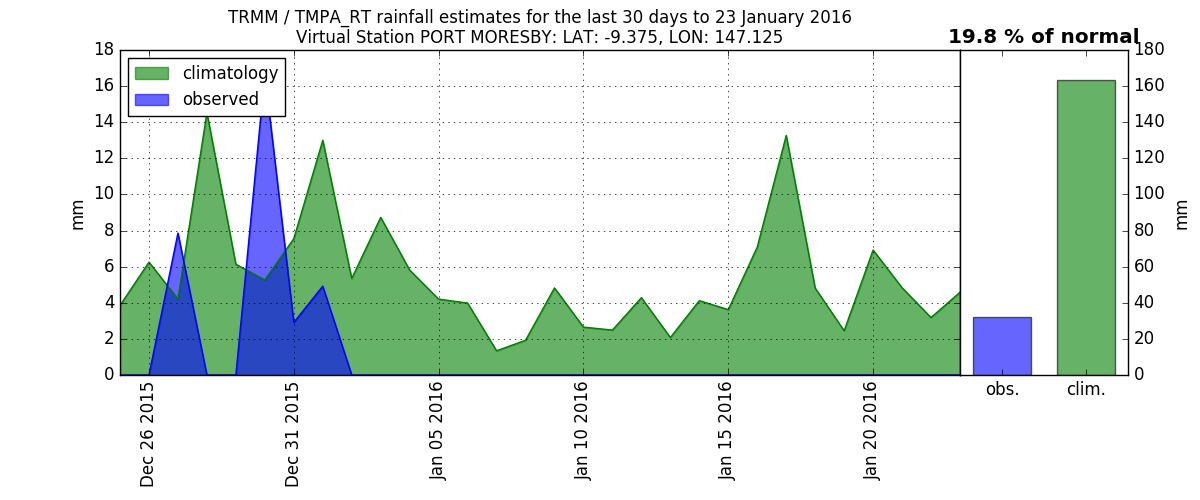 TRMM / TMPA_RT rainfall estimates for the last 30 days to 23 January 2016
Virtual Station PORT MORESBY: LAT: -9.375, LON: 147.125
19.8 % of normal
climatology
observed
18
16
14
12
10
8
6
4
2
0
mm
Dec 26 2015
Dec 31 2015
Jan 05 2016
Jan 10 2016
Jan 15 2016
Jan 20 2016
180
160
140
120
100
80
60
40
20
0
mm
obs.
clim.